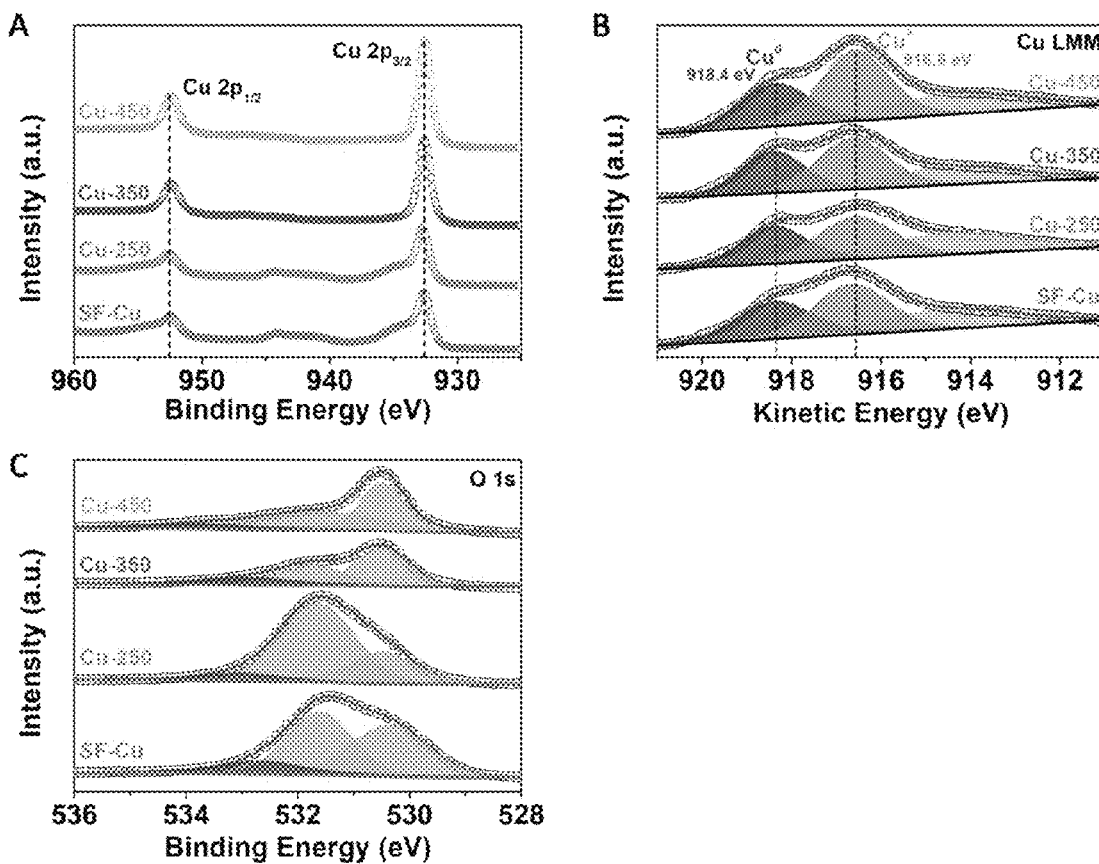 A
Cu 2p3/2
Cu 2p1/2
Cu-450
Cu-350
Cu-250
SF-Cu
Intensity (a.u.)
960
950
940
930
Binding Energy (eV)
B
Cu0
918.4 eV
Cu+
916.6 eV
Cu LMM
Cu-450
Cu-350
Cu-250
SF-Cu
Intensity (a.u.)
920
918
916
914
912
Kinetic Energy (eV)
C
O 1s
Cu-450
Cu-350
Cu-250
SF-Cu
Intensity (a.u.)
536
534
532
530
528
Binding Energy (eV)